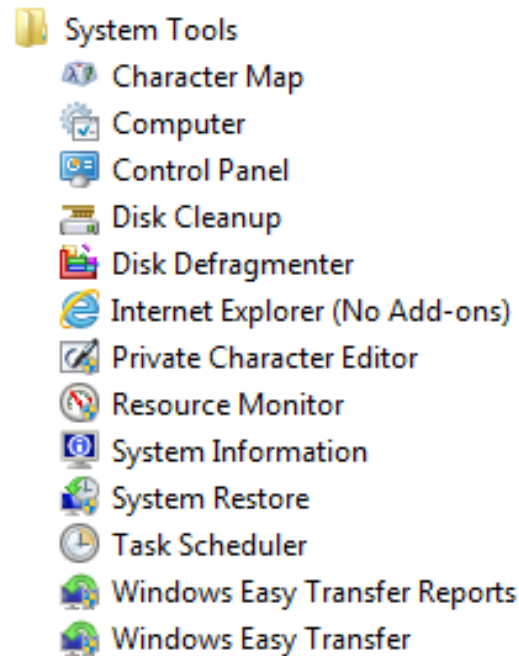 System Tools
Character Map
Computer
Control Panel
Disk Cleanup
Disk Defragmenter
Internet Explorer (No Add-ons)
Private Character Editor
Resource Monitor
System Information
System Restore
Task Scheduler
Windows Easy Transfer Reports
Windows Easy Transfer